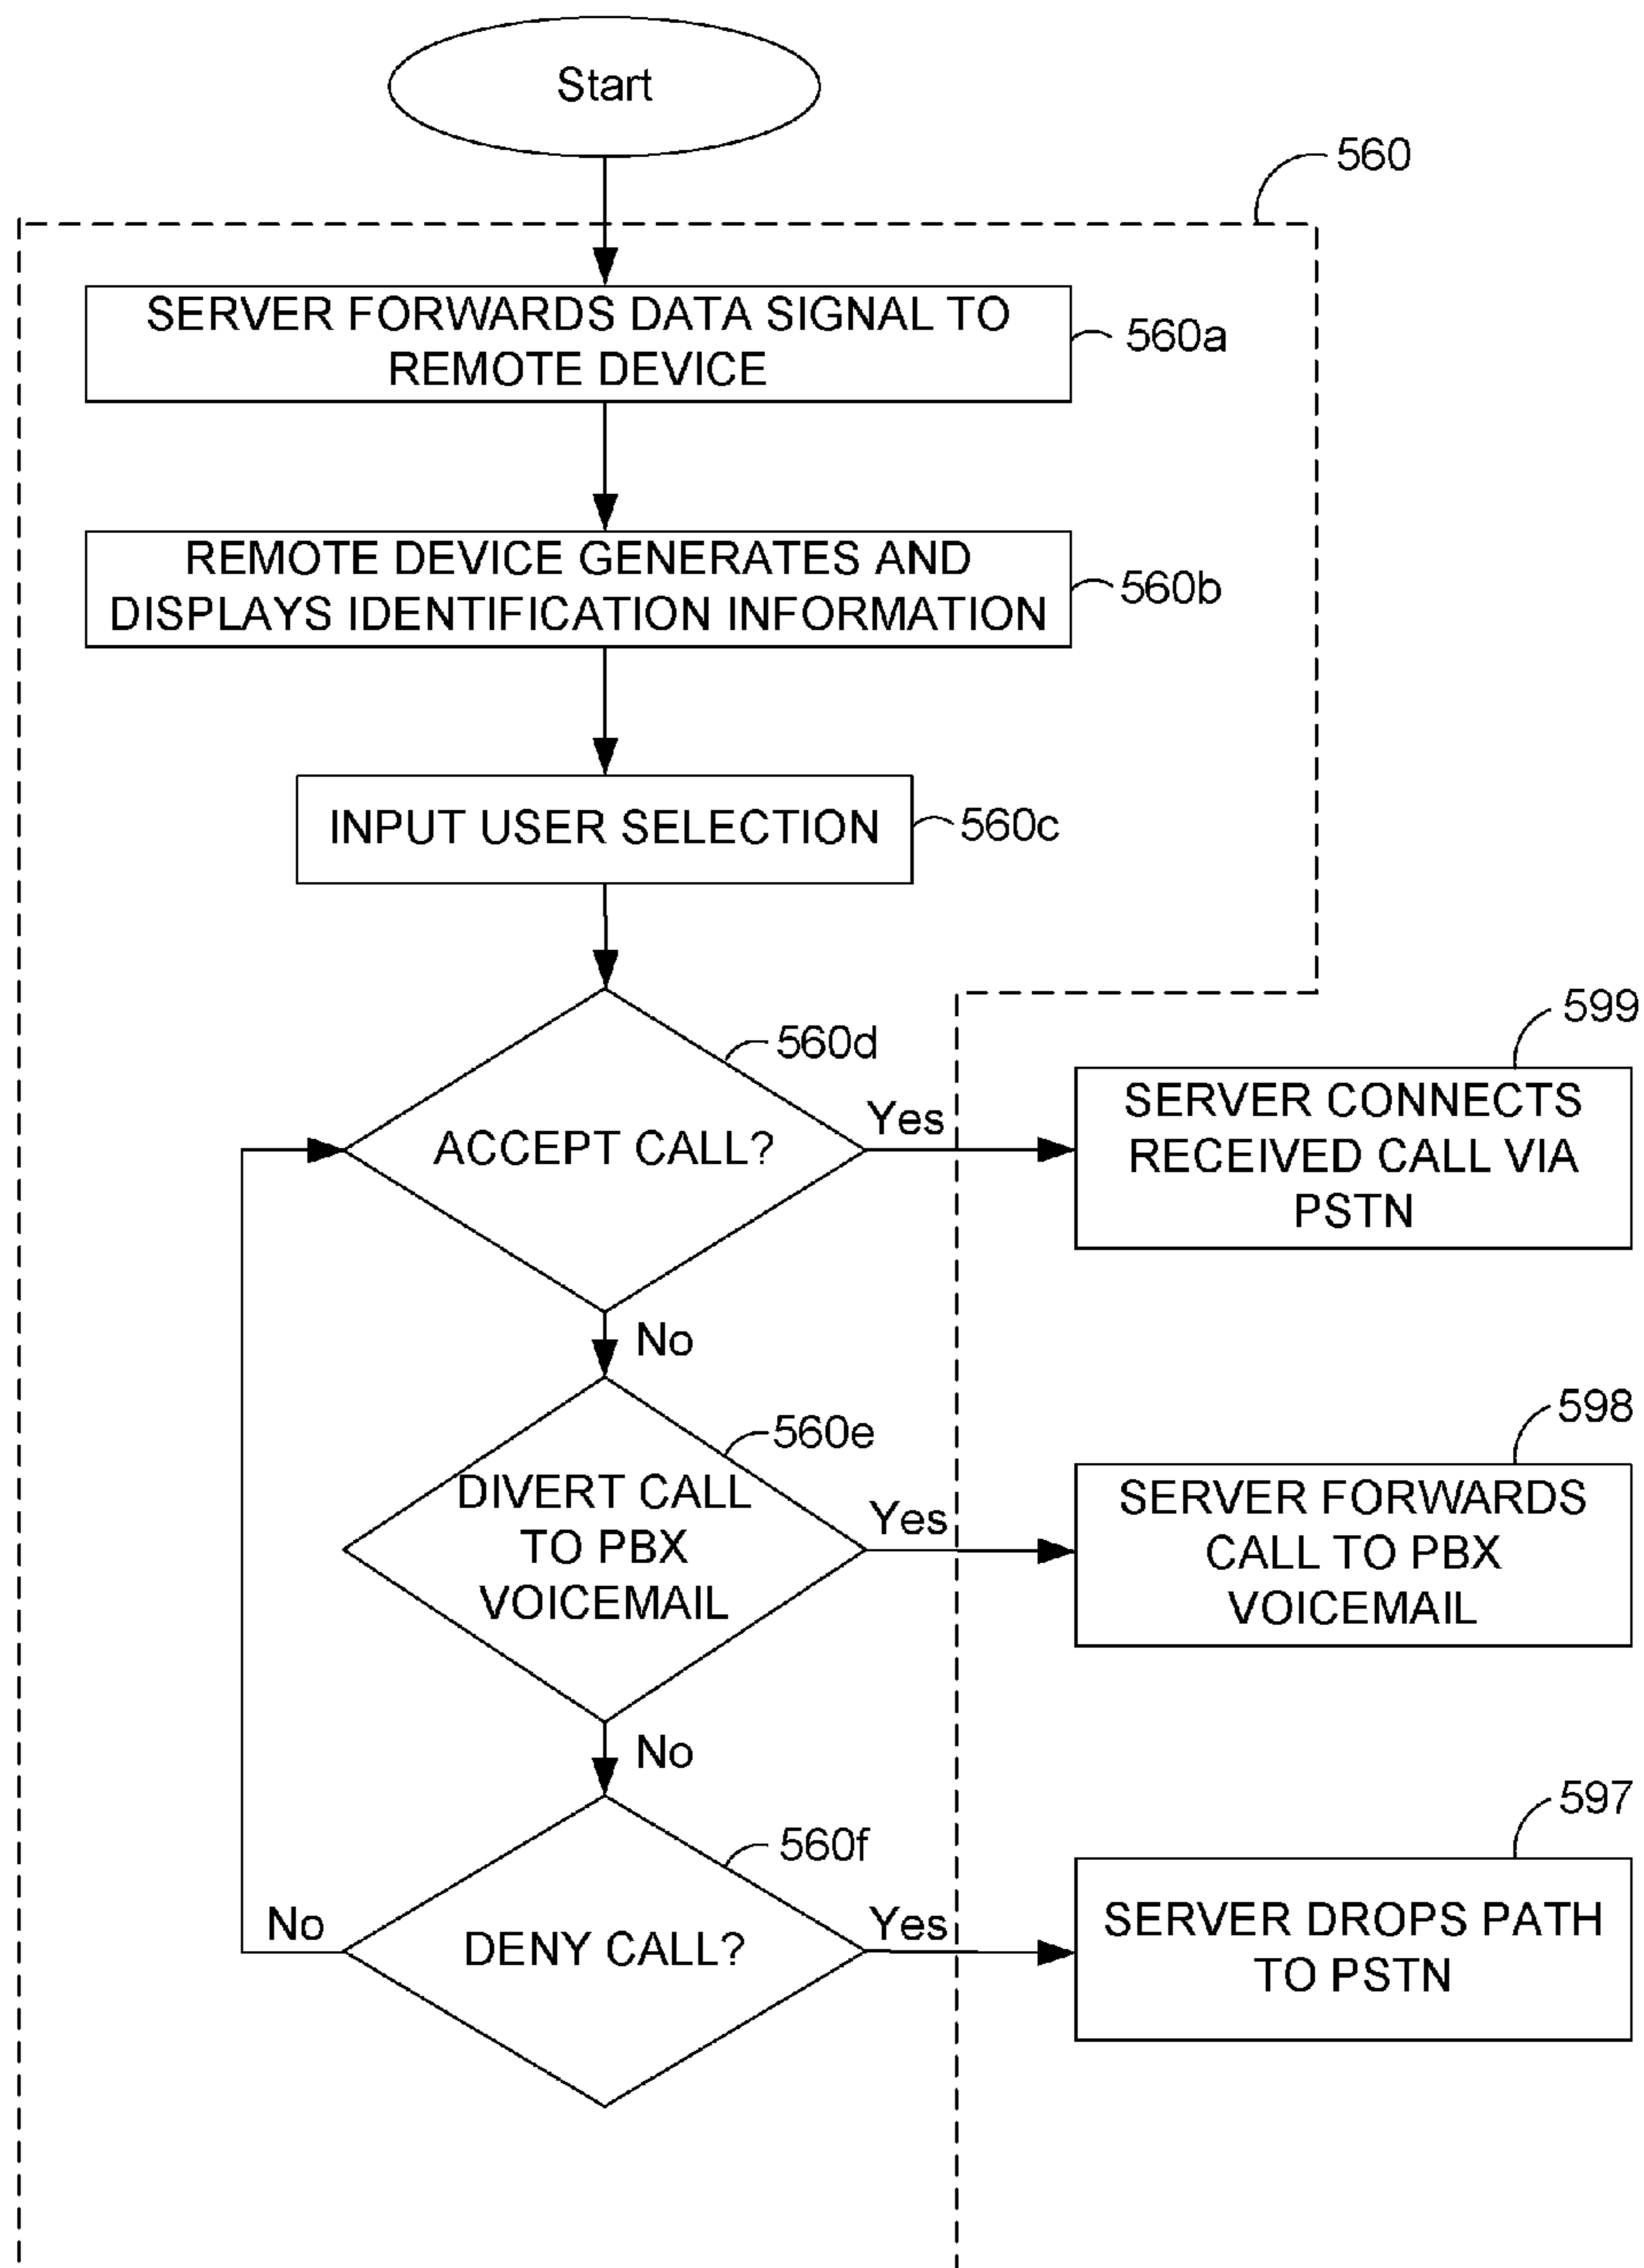 Start
560
SERVER FORWARDS DATA SIGNAL TO
REMOTE DEVICE
560a
REMOTE DEVICE GENERATES AND
DISPLAYS IDENTIFICATION INFORMATION
560b
INPUT USER SELECTION
560c
560d
ACCEPT CALL?
Yes
599
SERVER CONNECTS
RECEIVED CALL VIA
PSTN
No
560e
DIVERT CALL
TO PBX
VOICEMAIL
Yes
598
SERVER FORWARDS
CALL TO PBX
VOICEMAIL
No
560f
DENY CALL?
No
Yes
597
SERVER DROPS PATH
TO PSTN